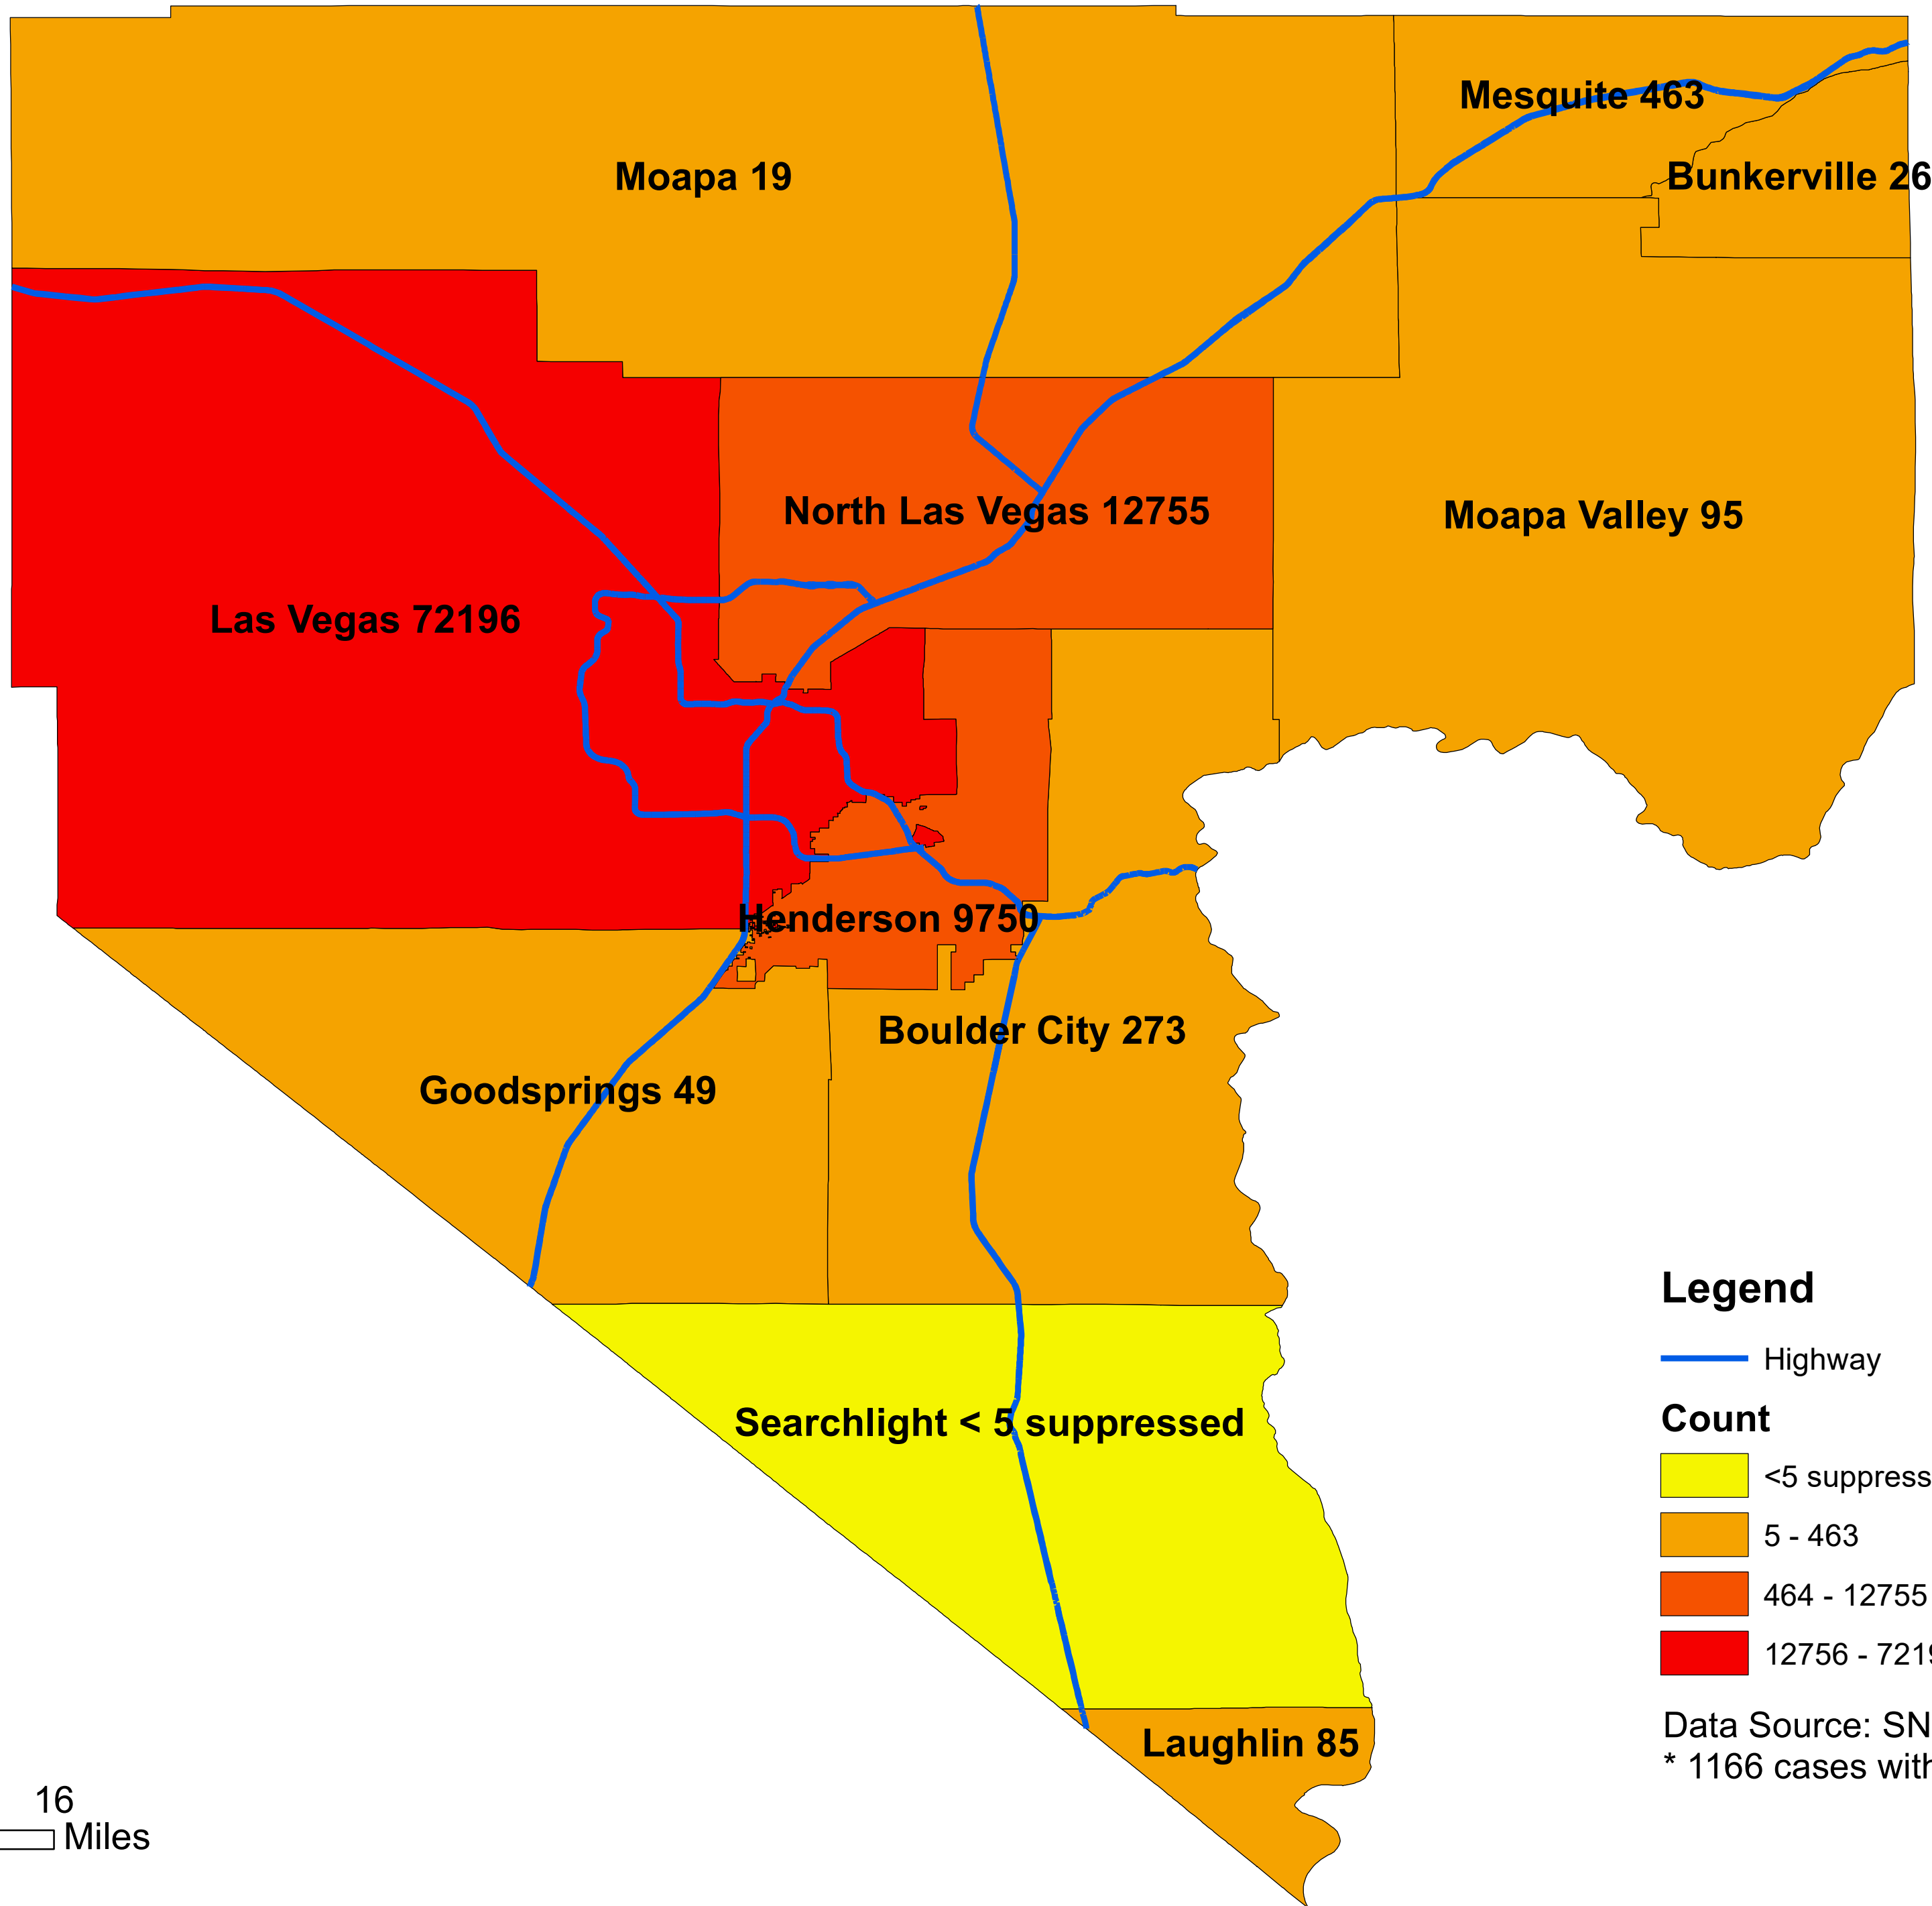 Mesquite 463
Moapa 19
Bunkerville 26
North Las Vegas 12755
Moapa Valley 95
Las Vegas 72196
Henderson 9750
Boulder City 273
Goodsprings 49
Searchlight < 5 suppressed
Laughlin 85
Legend
Highway
Count
<5 suppress
5 - 463
464 - 12755
12756 - 721
Data Source: SN
* 1166 cases with
16
Miles